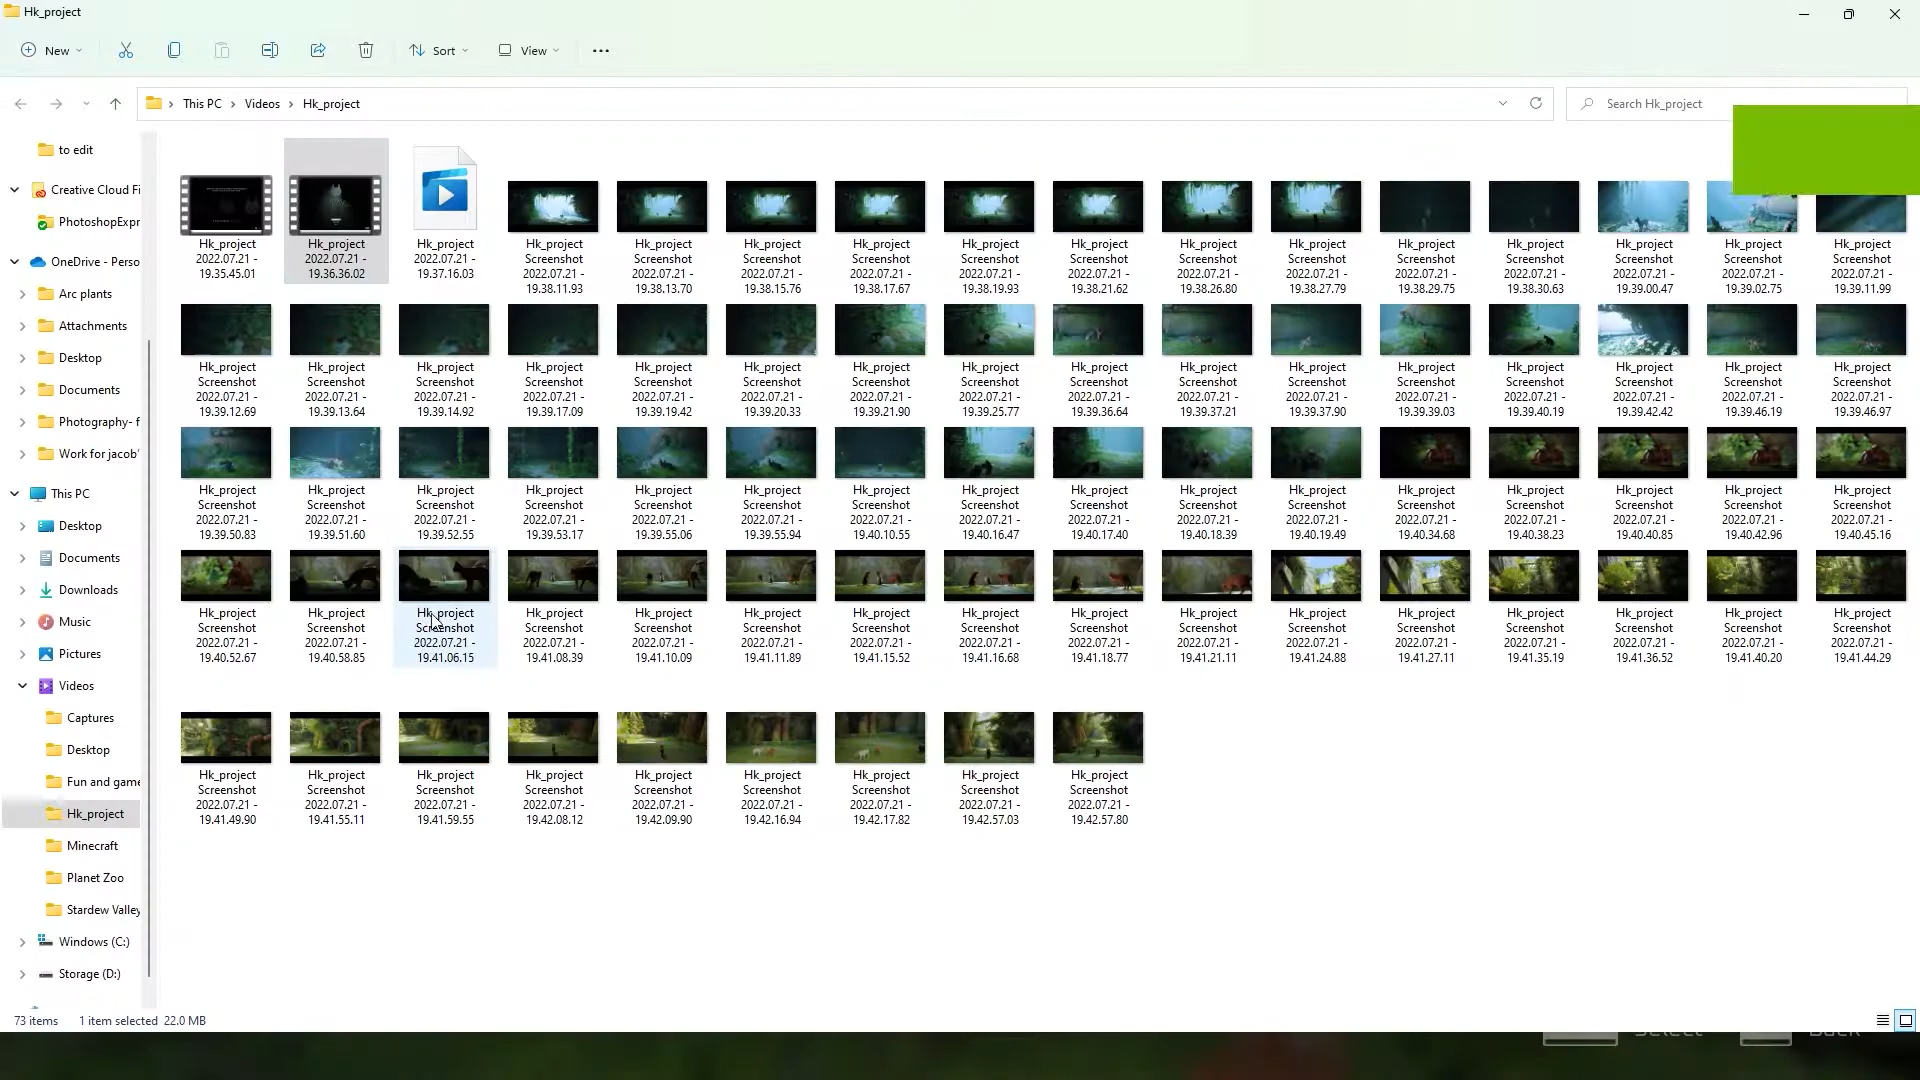 Hk_project
New
Sort
View
This PC
Videos
Hk_project
Search Hk_project
to edit
Creative Cloud Fi
PhotoshopExpr
OneDrive - Perso
Arc plants
Attachments
Desktop
Documents
Photography- f
Work for jacob'
This PC
Desktop
Documents
Downloads
Music
Pictures
Videos
Captures
Desktop
Fun and game
Hk_project
Minecraft
Planet Zoo
Stardew Valley
Windows (C:)
Storage (D:)
Hk_project
2022.07.21 -
19.35.45.01
Hk_project
2022.07.21 -
19.36.36.02
Hk_project
2022.07.21 -
19.37.16.03
Hk_project
Screenshot
2022.07.21 -
19.38.11.93
Hk_project
Screenshot
2022.07.21 -
19.38.13.70
Hk_project
Screenshot
2022.07.21 -
19.38.15.76
Hk_project
Screenshot
2022.07.21 -
19.38.17.67
Hk_project
Screenshot
2022.07.21 -
19.38.19.93
Hk_project
Screenshot
2022.07.21 -
19.38.21.62
Hk_project
Screenshot
2022.07.21 -
19.38.26.80
Hk_project
Screenshot
2022.07.21 -
19.38.27.79
Hk_project
Screenshot
2022.07.21 -
19.38.29.75
Hk_project
Screenshot
2022.07.21 -
19.38.30.63
Hk_project
Screenshot
2022.07.21 -
19.39.00.47
Hk_project
Screenshot
2022.07.21 -
19.39.02.75
Hk_project
Screenshot
2022.07.21 -
19.39.11.99
Hk_project
Screenshot
2022.07.21 -
19.39.12.69
Hk_project
Screenshot
2022.07.21 -
19.39.13.64
Hk_project
Screenshot
2022.07.21 -
19.39.14.92
Hk_project
Screenshot
2022.07.21 -
19.39.17.09
Hk_project
Screenshot
2022.07.21 -
19.39.19.42
Hk_project
Screenshot
2022.07.21 -
19.39.20.33
Hk_project
Screenshot
2022.07.21 -
19.39.21.90
Hk_project
Screenshot
2022.07.21 -
19.39.25.77
Hk_project
Screenshot
2022.07.21 -
19.39.36.64
Hk_project
Screenshot
2022.07.21 -
19.39.37.21
Hk_project
Screenshot
2022.07.21 -
19.39.37.90
Hk_project
Screenshot
2022.07.21 -
19.39.39.03
Hk_project
Screenshot
2022.07.21 -
19.39.40.19
Hk_project
Screenshot
2022.07.21 -
19.39.42.42
Hk_project
Screenshot
2022.07.21 -
19.39.46.19
Hk_project
Screenshot
2022.07.21 -
19.39.46.97
Hk_project
Screenshot
2022.07.21 -
19.39.50.83
Hk_project
Screenshot
2022.07.21 -
19.39.51.60
Hk_project
Screenshot
2022.07.21 -
19.39.52.55
Hk_project
Screenshot
2022.07.21 -
19.39.53.17
Hk_project
Screenshot
2022.07.21 -
19.39.55.06
Hk_project
Screenshot
2022.07.21 -
19.39.55.94
Hk_project
Screenshot
2022.07.21 -
19.40.10.55
Hk_project
Screenshot
2022.07.21 -
19.40.16.47
Hk_project
Screenshot
2022.07.21 -
19.40.17.40
Hk_project
Screenshot
2022.07.21 -
19.40.18.39
Hk_project
Screenshot
2022.07.21 -
19.40.19.49
Hk_project
Screenshot
2022.07.21 -
19.40.34.68
Hk_project
Screenshot
2022.07.21 -
19.40.38.23
Hk_project
Screenshot
2022.07.21 -
19.40.40.85
Hk_project
Screenshot
2022.07.21 -
19.40.42.96
Hk_project
Screenshot
2022.07.21 -
19.40.45.16
Hk_project
Screenshot
2022.07.21 -
19.40.52.67
Hk_project
Screenshot
2022.07.21 -
19.40.58.85
Hk_project
Screenshot
2022.07.21 -
19.41.06.15
Hk_project
Screenshot
2022.07.21 -
19.41.08.39
Hk_project
Screenshot
2022.07.21 -
19.41.10.09
Hk_project
Screenshot
2022.07.21 -
19.41.11.89
Hk_project
Screenshot
2022.07.21 -
19.41.15.52
Hk_project
Screenshot
2022.07.21 -
19.41.16.68
Hk_project
Screenshot
2022.07.21 -
19.41.18.77
Hk_project
Screenshot
2022.07.21 -
19.41.21.11
Hk_project
Screenshot
2022.07.21 -
19.41.24.88
Hk_project
Screenshot
2022.07.21 -
19.41.27.11
Hk_project
Screenshot
2022.07.21 -
19.41.35.19
Hk_project
Screenshot
2022.07.21 -
19.41.36.52
Hk_project
Screenshot
2022.07.21 -
19.41.40.20
Hk_project
Screenshot
2022.07.21 -
19.41.44.29
Hk_project
Screenshot
2022.07.21 -
19.41.49.90
Hk_project
Screenshot
2022.07.21 -
19.41.55.11
Hk_project
Screenshot
2022.07.21 -
19.41.59.55
Hk_project
Screenshot
2022.07.21 -
19.42.08.12
Hk_project
Screenshot
2022.07.21 -
19.42.09.90
Hk_project
Screenshot
2022.07.21 -
19.42.16.94
Hk_project
Screenshot
2022.07.21 -
19.42.17.82
Hk_project
Screenshot
2022.07.21 -
19.42.57.03
Hk_project
Screenshot
2022.07.21 -
19.42.57.80
73 items
1 item selected 22.0 MB
Select
Back